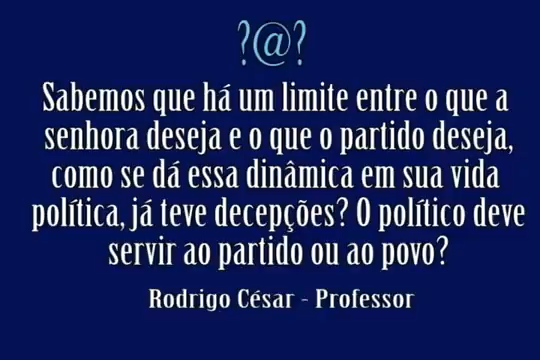 ?@?
Sabemos que há um limite entre o que a
senhora deseja e o que o partido deseja,
como se dá essa dinâmica em sua vida
política, já teve decepções? O político deve
servir ao partido ou ao povo?
Rodrigo César - Professor